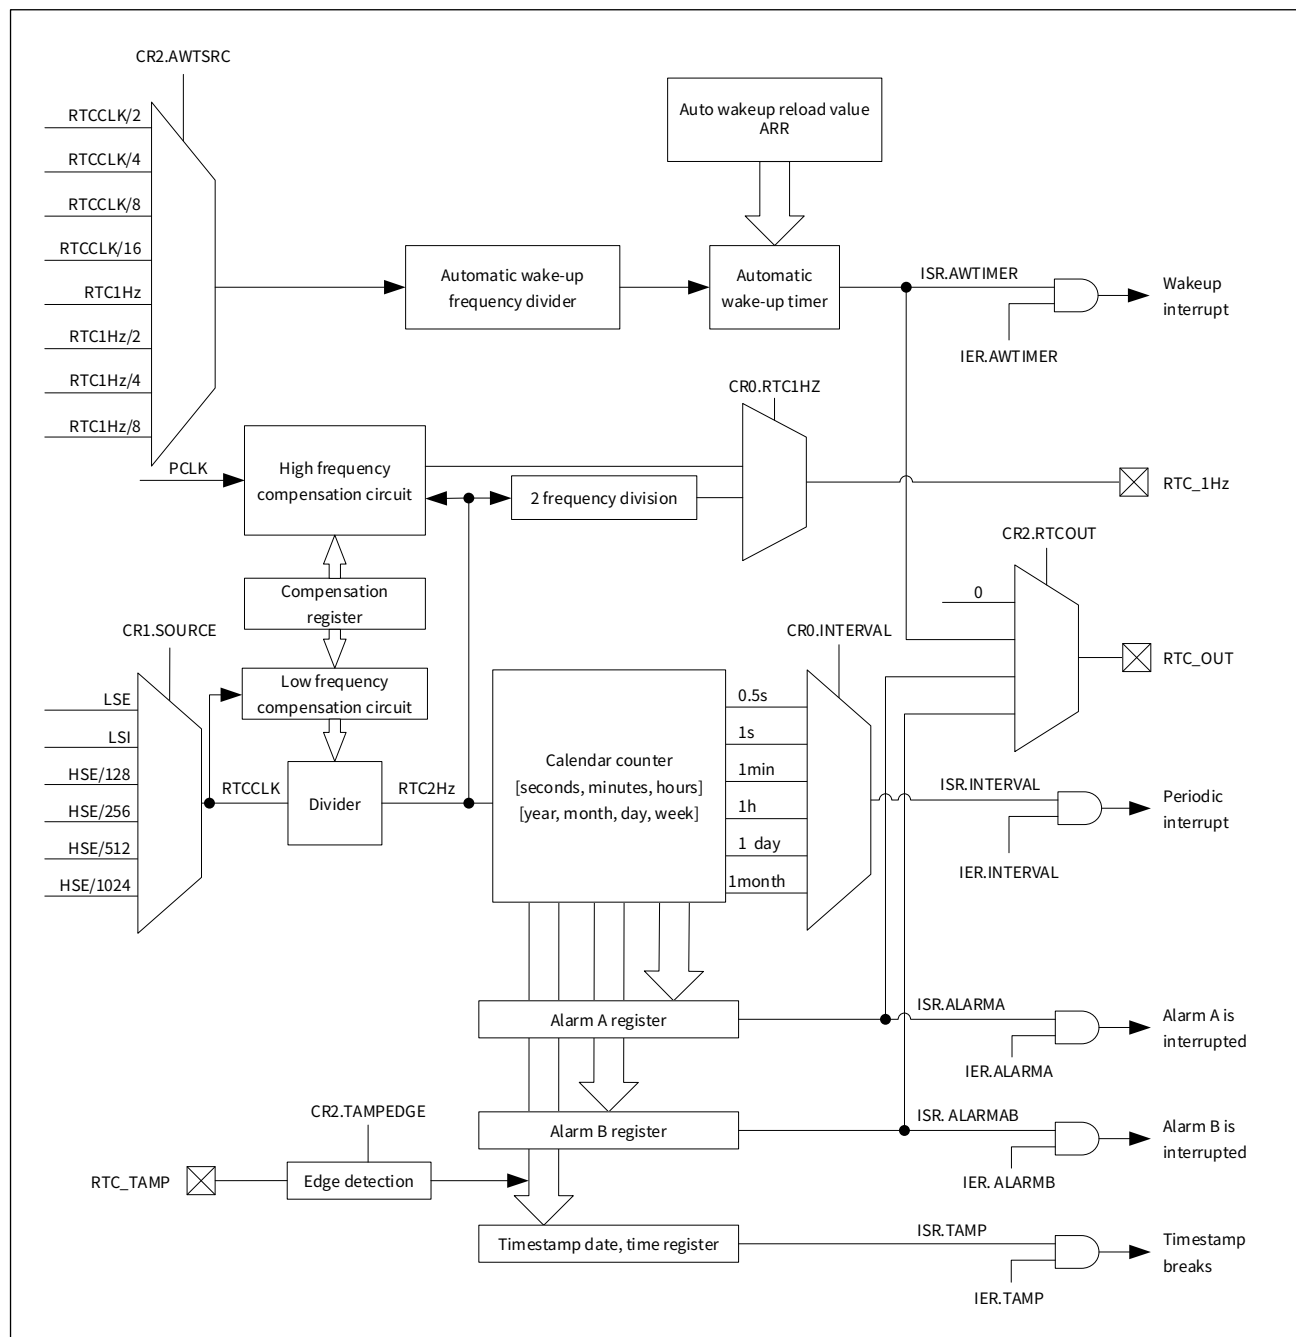 CR2.AWTSRC
RTCCLK/2
RTCCLK/4
RTCCLK/8
RTCCLK/16
RTC1Hz
RTC1Hz/2
RTC1Hz/4
RTC1Hz/8
Auto wakeup reload value
ARR
Automatic wake-up
frequency divider
Automatic
wake-up timer
ISR.AWTIMER
IER.AWTIMER
Wakeup
interrupt
CR0.RTC1HZ
PCLK
High frequency
compensation circuit
2 frequency division
RTC_1Hz
CR2.RTCOUT
0
RTC_OUT
Compensation
register
CR1.SOURCE
Low frequency
compensation circuit
LSE
LSI
HSE/128
HSE/256
HSE/512
HSE/1024
RTCCLK
Divider
RTC2Hz
Calendar counter
[seconds, minutes, hours]
[year, month, day, week]
CR0.INTERVAL
0.5s
1s
1min
1h
1 day
1month
ISR.INTERVAL
IER.INTERVAL
Periodic
interrupt
Alarm A register
ISR.ALARMA
IER.ALARMA
Alarm A is
interrupted
Alarm B register
ISR. ALARMAB
IER. ALARMB
Alarm B is
interrupted
CR2.TAMPEDGE
RTC_TAMP
Edge detection
Timestamp date, time register
ISR.TAMP
IER.TAMP
Timestamp
breaks